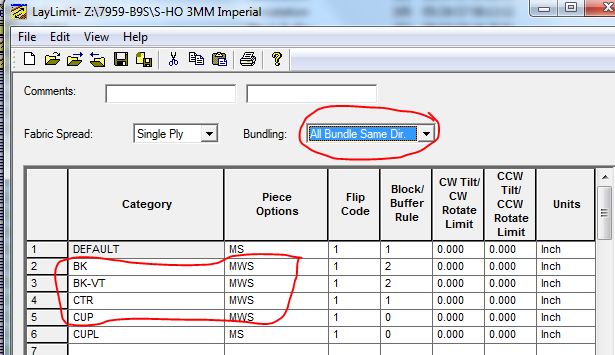 LayLimit- Z:\7959-B9S\S-HO 3MM Imperial
File Edit View Help
Comments:
Fabric Spread: Single Ply Bundling: All Bundle Same Dir.
Category Piece Options Flip Code Block/ Buffer Rule CW Tilt/ CW Rotate Limit CCW Tilt/ CCW Rotate Limit Units
1 DEFAULT MS 1 1 0.000 0.000 Inch
2 BK MWS 1 2 0.000 0.000 Inch
3 BK-VT MWS 1 2 0.000 0.000 Inch
4 CTR MWS 1 1 0.000 0.000 Inch
5 CUP MWS 1 0 0.000 0.000 Inch
6 CUPL MS 1 0 0.000 0.000 Inch
7